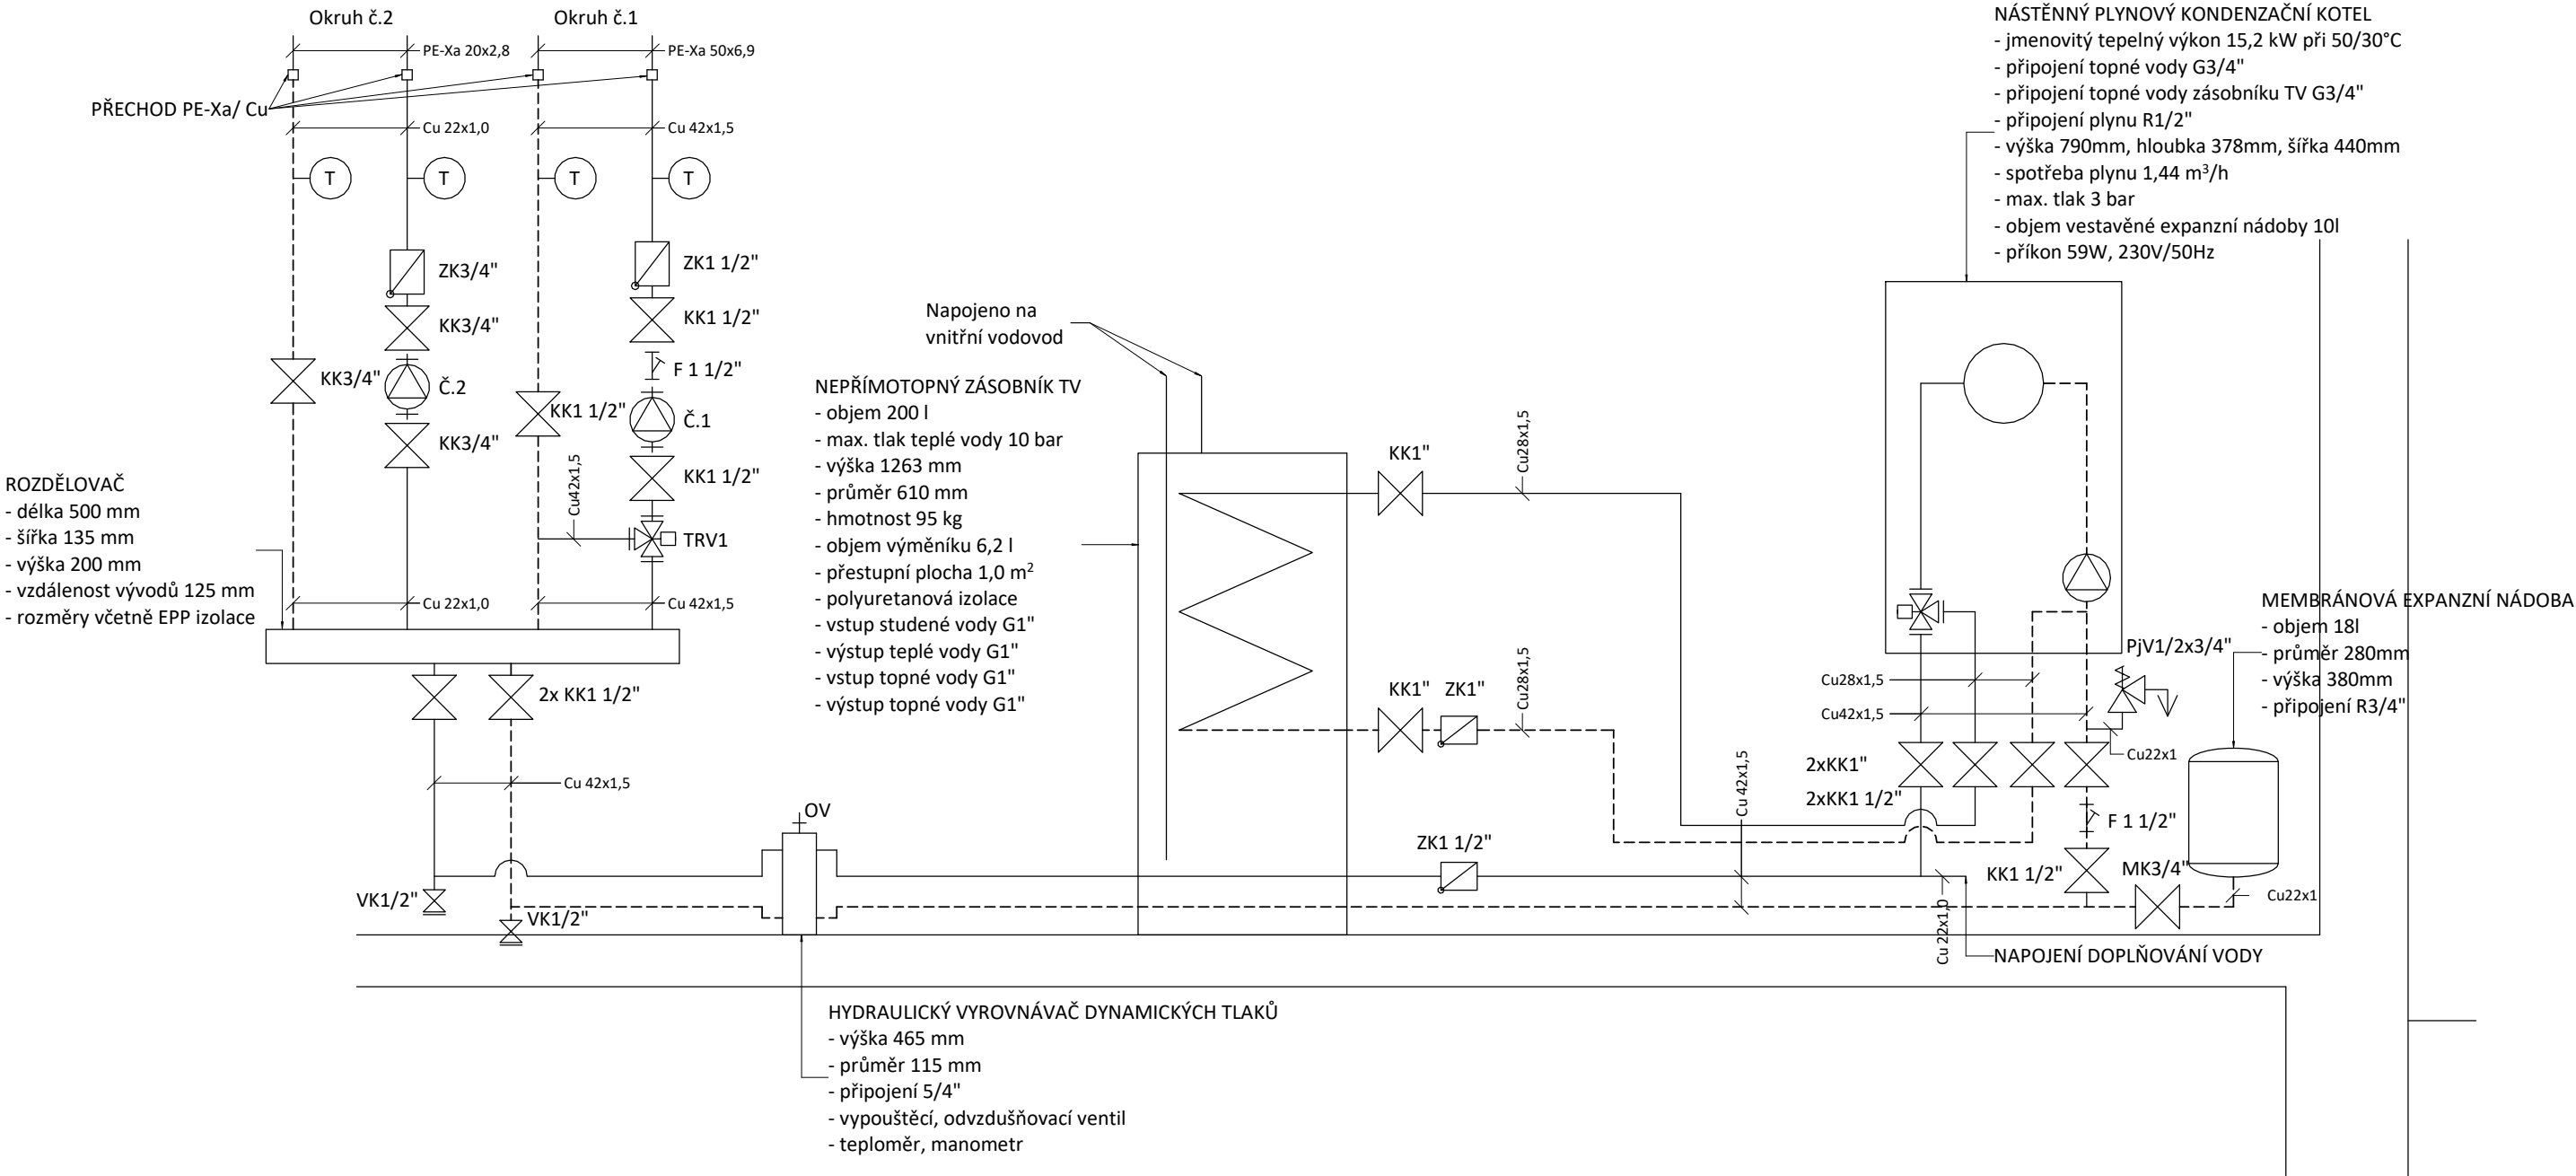 Okruh č.2
Okruh č.1
PE-Xa 20x2,8
PE-Xa 50x6,9
PŘECHOD PE-Xa/ Cu
Cu 22x1,0
Cu 42x1,5
T
T
T
T
ZK3/4"
ZK1 1/2"
KK3/4"
KK1 1/2"
F 1 1/2"
KK3/4"
Č.2
KK1 1/2"
Č.1
KK3/4"
KK1 1/2"
Cu42x1,5
TRV1
Cu 22x1,0
Cu 42x1,5
ROZDĚLOVAČ
- délka 500 mm
- šířka 135 mm
- výška 200 mm
- vzdálenost vývodů 125 mm
- rozměry včetně EPP izolace
2x KK1 1/2"
Cu 42x1,5
VK1/2"
VK1/2"
OV
Napojeno na
vnitřní vodovod
NEPŘÍMOTOPNÝ ZÁSOBNÍK TV
- objem 200 l
- max. tlak teplé vody 10 bar
- výška 1263 mm
- průměr 610 mm
- hmotnost 95 kg
- objem výměníku 6,2 l
- přestupní plocha 1,0 m²
- polyuretanová izolace
- vstup studené vody G1"
- výstup teplé vody G1"
- vstup topné vody G1"
- výstup topné vody G1"
KK1"
Cu28x1,5
KK1"
ZK1"
Cu28x1,5
ZK1 1/2"
Cu 42x1,5
NÁSTĚNNÝ PLYNOVÝ KONDENZAČNÍ KOTEL
- jmenovitý tepelný výkon 15,2 kW při 50/30°C
- připojení topné vody G3/4"
- připojení topné vody zásobníku TV G3/4"
- připojení plynu R1/2"
- výška 790mm, hloubka 378mm, šířka 440mm
- spotřeba plynu 1,44 m³/h
- max. tlak 3 bar
- objem vestavěné expanzní nádoby 10l
- příkon 59W, 230V/50Hz
MEMBRÁNOVÁ EXPANZNÍ NÁDOBA
- objem 18l
- průměr 280mm
- výška 380mm
- připojení R3/4"
PjV1/2x3/4"
Cu28x1,5
Cu42x1,5
Cu22x1
2xKK1"
2xKK1 1/2"
F 1 1/2"
KK1 1/2"
MK3/4"
Cu22x1
Cu 22x1,0
NAPOJENÍ DOPLŇOVÁNÍ VODY
HYDRAULICKÝ VYROVNÁVAČ DYNAMICKÝCH TLAKŮ
- výška 465 mm
- průměr 115 mm
- připojení 5/4"
- vypouštěcí, odvzdušňovací ventil
- teploměr, manometr